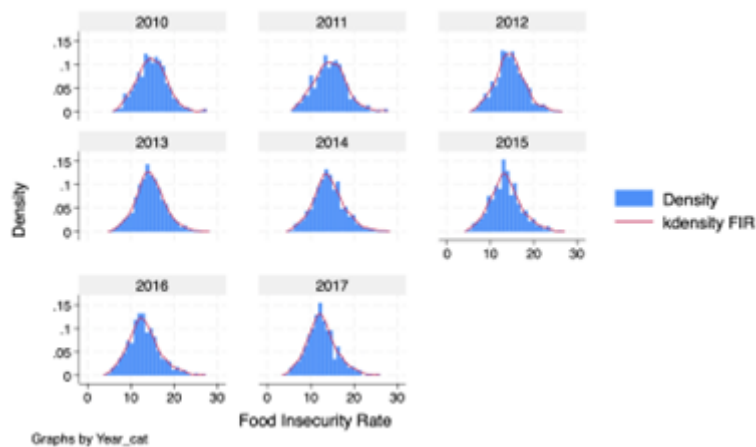 2010 2011 2012
.15
.1
.05
0
2013 2014 2015
.15
.1
.05
0
Density
Density
kdensity FIR
0 10 20 30
2016 2017
.15
.1
.05
0
0 10 20 30 0 10 20 30
Food Insecurity Rate
Graphs by Year_cat